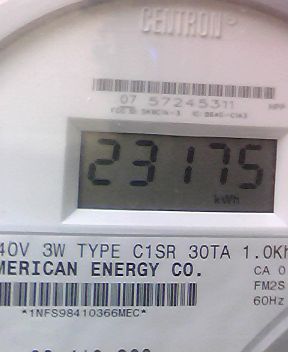 CENTRON
07 57245311
23175
kWh
40V 3W TYPE C1SR 30TA 1.0Kh
MERICAN ENERGY CO.
CA 0
FM2S
60Hz
*1NFS98410366MEC*